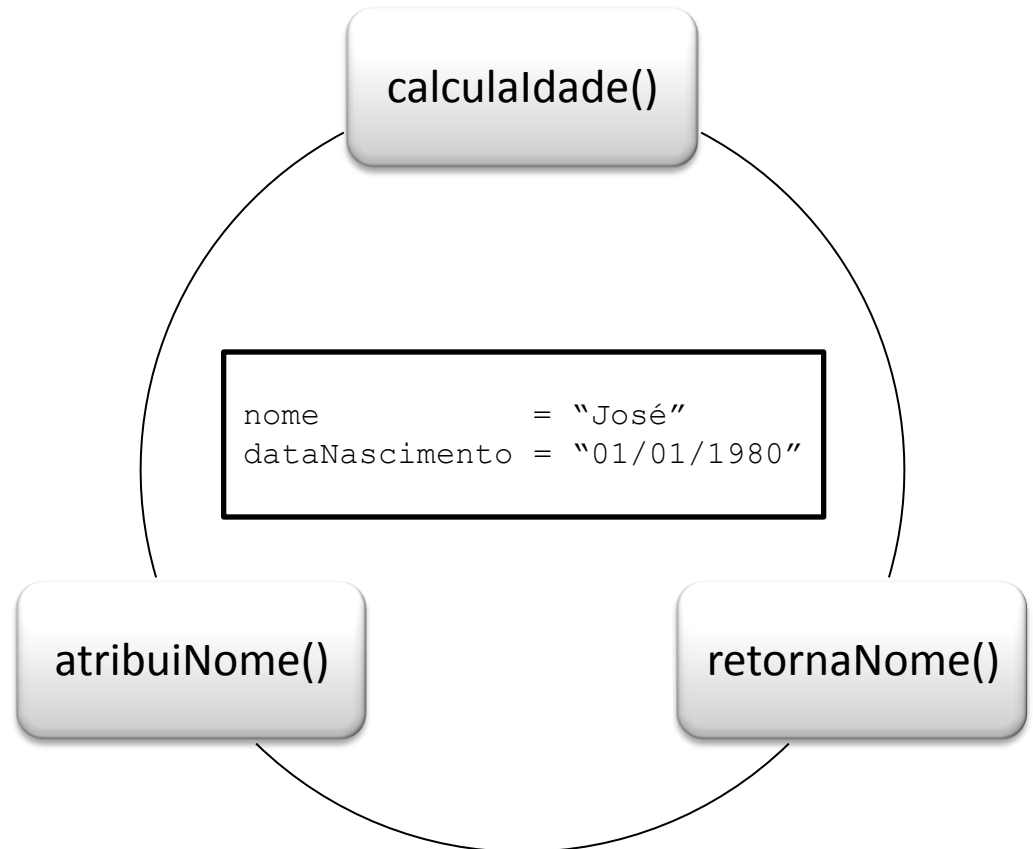 calculaIdade()
nome = “José”
dataNascimento = “01/01/1980”
atribuiNome()
retornaNome()